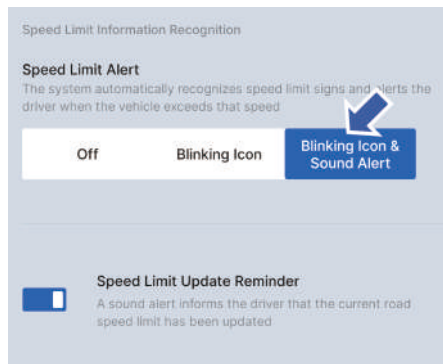 Speed Limit Information Recognition
Speed Limit Alert
The system automatically recognizes speed limit signs and alerts the
driver when the vehicle exceeds that speed
Off
Blinking Icon
Blinking Icon &
Sound Alert
Speed Limit Update Reminder
A sound alert informs the driver that the current road
speed limit has been updated